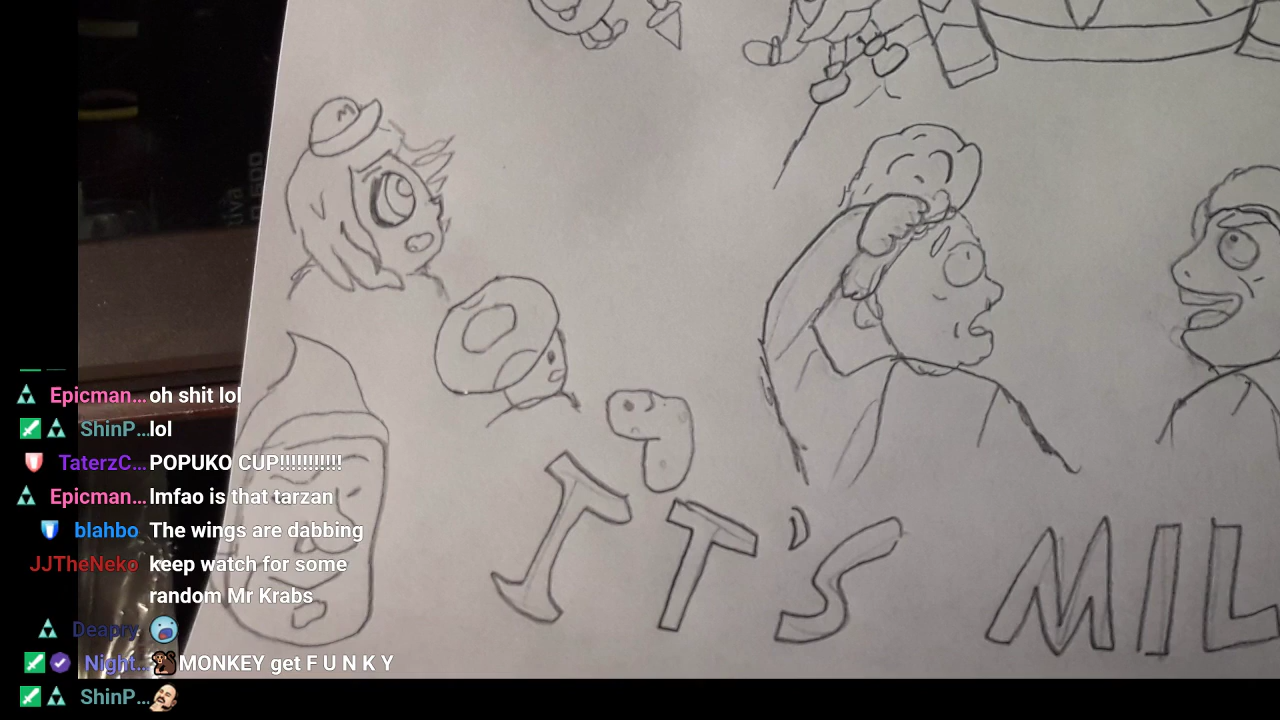 M
Epicman... oh shit lol
ShinP... lol
TaterzC... POPUKO CUP!!!!!!!!!!!
Epicman... lmfao is that tarzan
blahbo The wings are dabbing
JJTheNeko keep watch for some
random Mr Krabs
Deapry
Night... MONKEY get F U N K Y
ShinP...
IT'S MIL